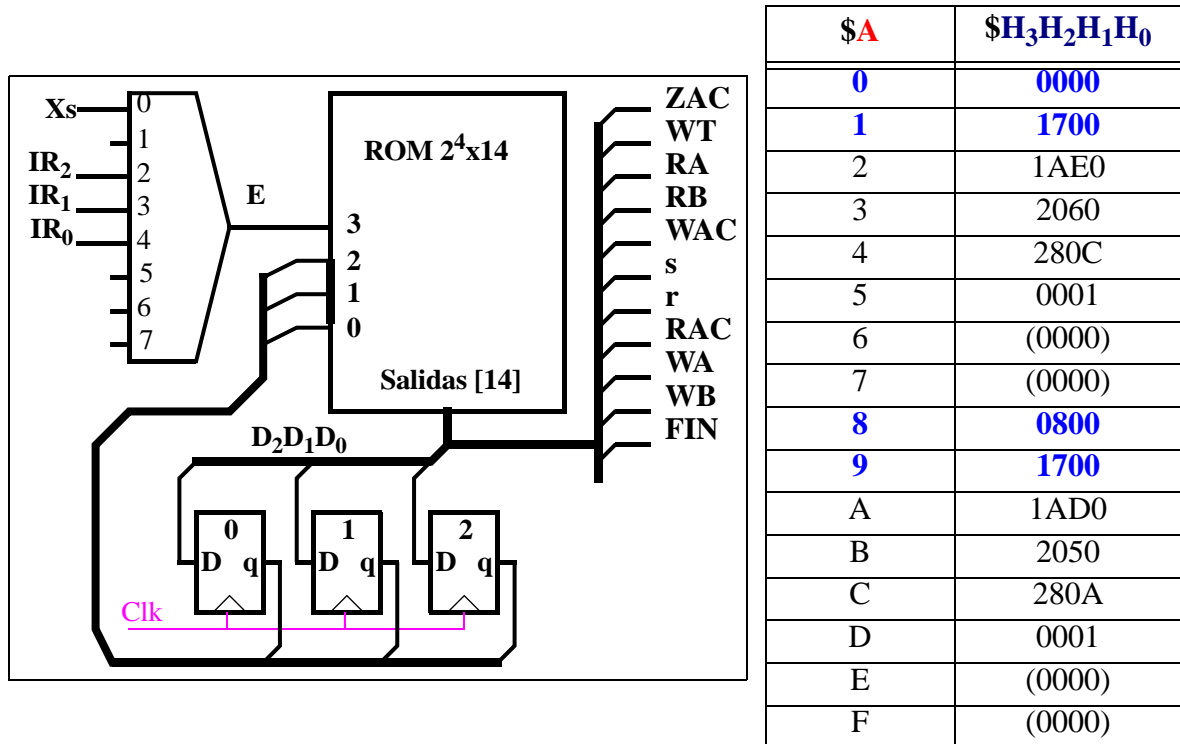 Xs
0
1
IR2
2
IR1
3
IR0
4
5
6
7
E
ROM 2^4x14
3
2
1
0
Salidas [14]
ZAC
WT
RA
RB
WAC
s
r
RAC
WA
WB
FIN
D2D1D0
0
D q
1
D q
2
D q
Clk
$A $H3H2H1H0
0 0000
1 1700
2 1AE0
3 2060
4 280C
5 0001
6 (0000)
7 (0000)
8 0800
9 1700
A 1AD0
B 2050
C 280A
D 0001
E (0000)
F (0000)